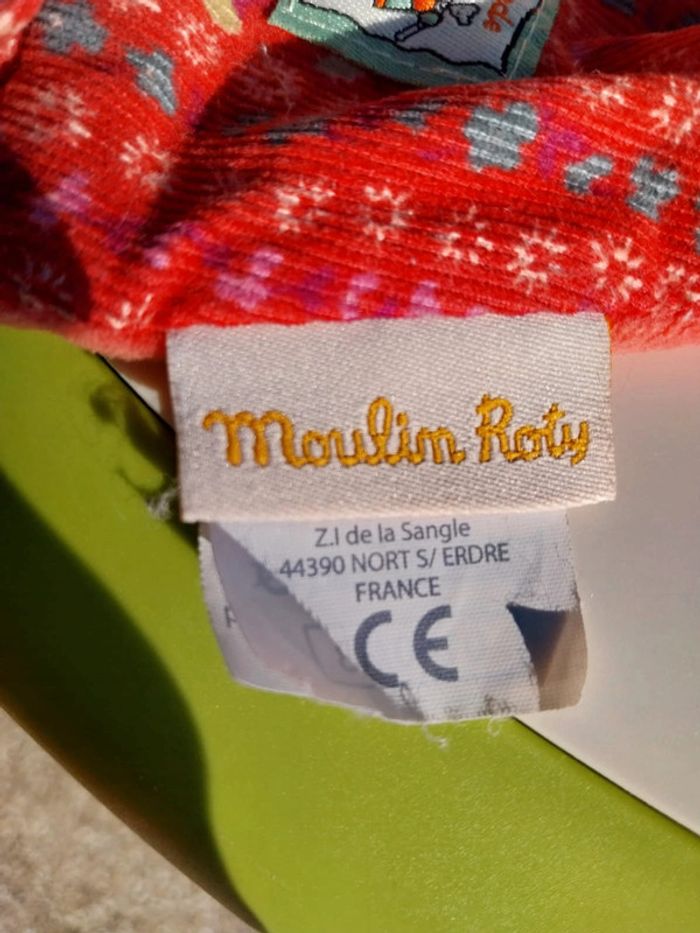 Moulin Roty
Z.I de la Sangle
44390 NORT S/ ERDRE
FRANCE
CE